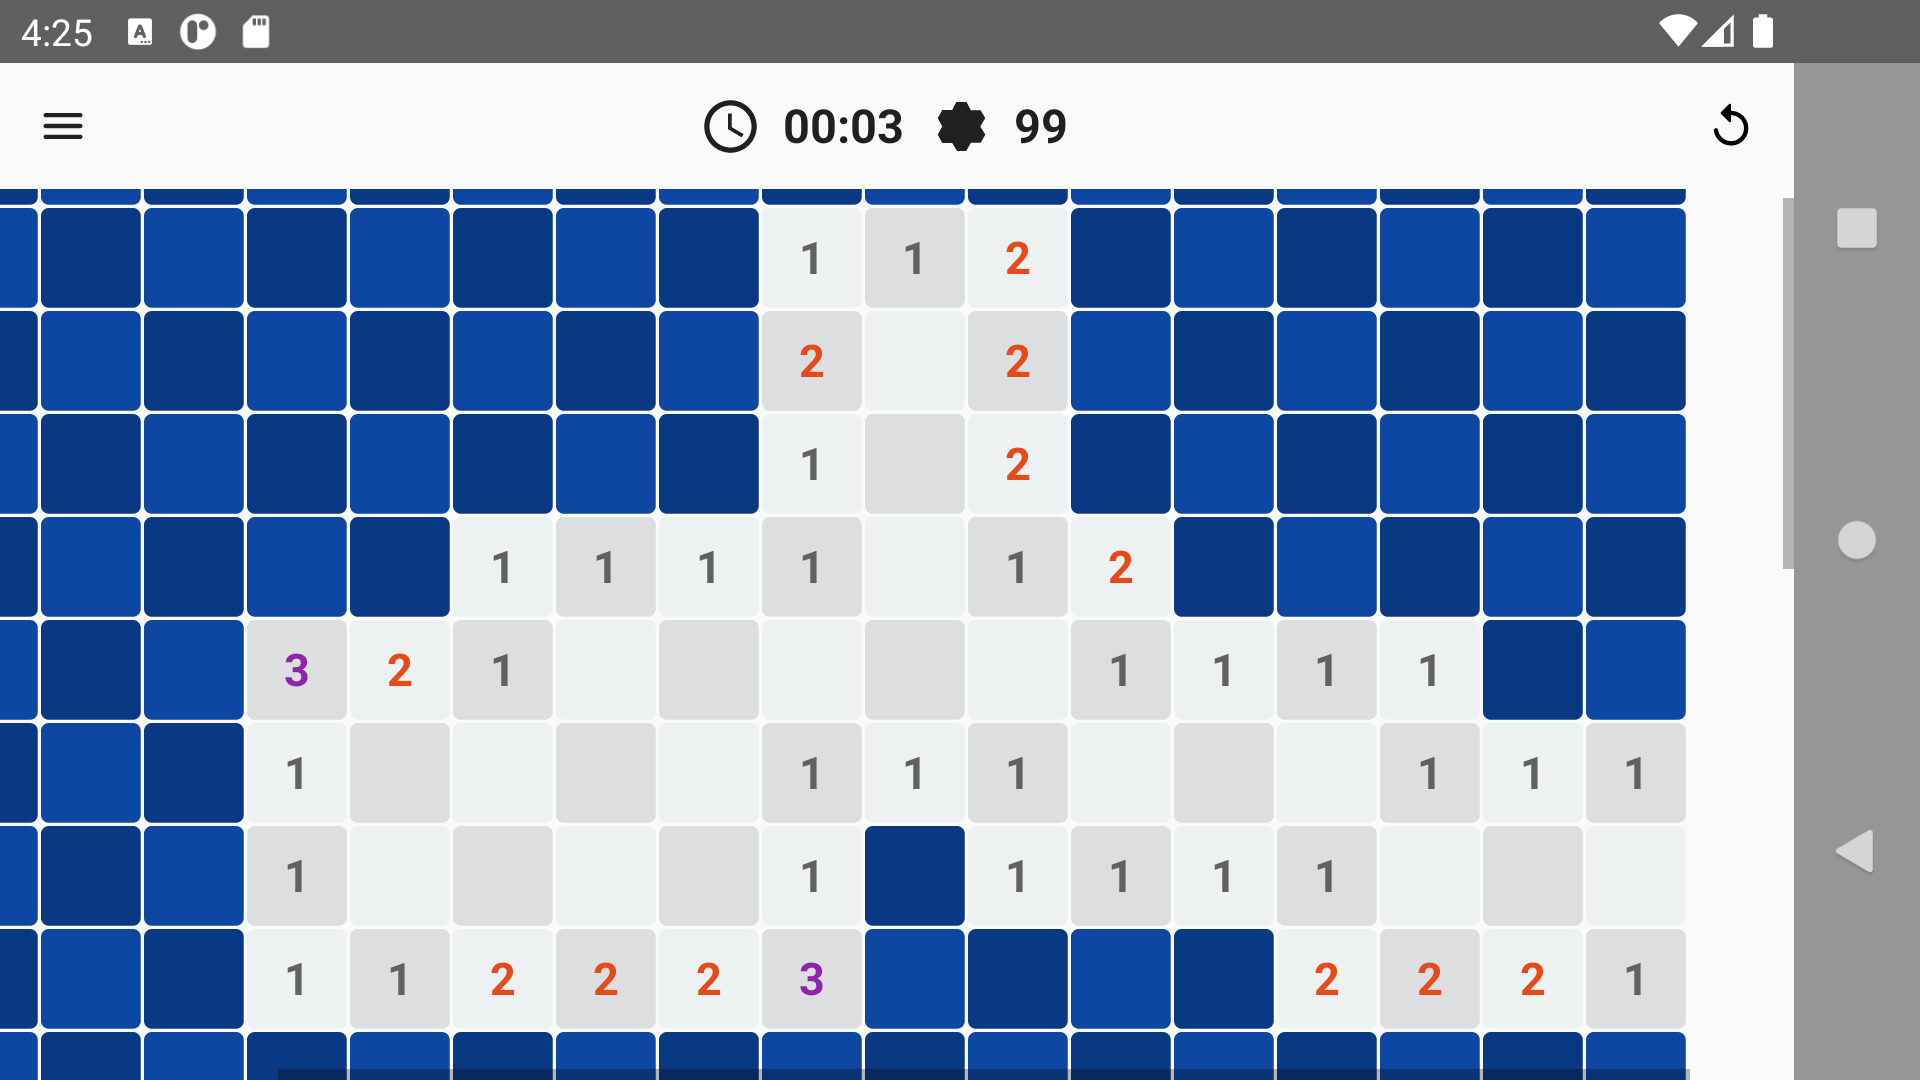 4:25
00:03 99
1 1 2
2 2
1 2
1 1 1 1 1 2
3 2 1 1 1 1 1
1 1 1 1 1 1 1
1 1 1 1 1 1
1 1 2 2 2 3 2 2 2 1